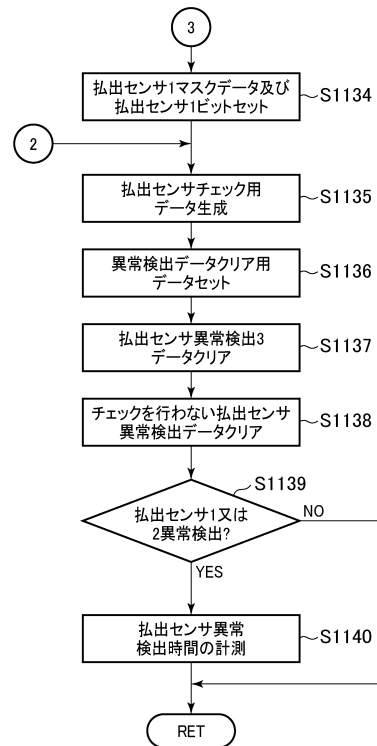 3
払出センサ1マスクデータ及び
払出センサ1ビットセット
S1134
2
払出センサチェック用
データ生成
S1135
異常検出データクリア用
データセット
S1136
払出センサ異常検出3
データクリア
S1137
チェックを行わない払出センサ
異常検出データクリア
S1138
S1139
払出センサ1又は
2異常検出?
NO
YES
払出センサ異常
検出時間の計測
S1140
RET